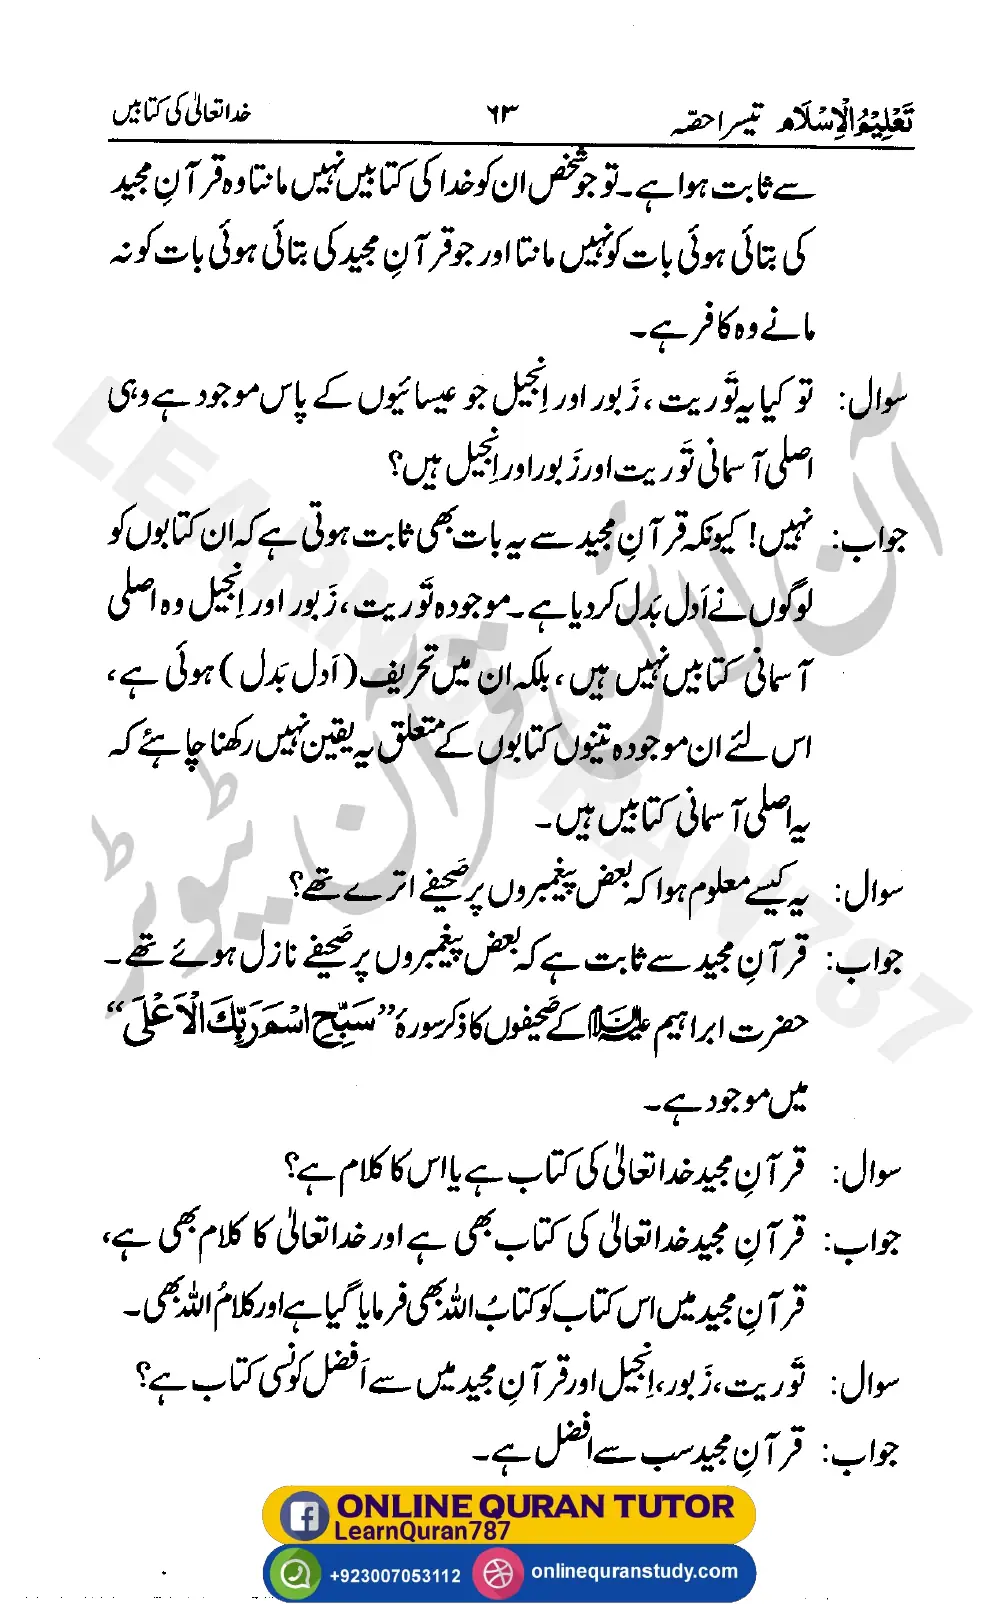 تَعْلِیْمُ الْاِسْلَام تیسرا حصّہ ۶۳ خدا تعالیٰ کی کتابیں
سے ثابت ہوا ہے۔ تو جو شخص ان کو خدا کی کتابیں نہیں مانتا وہ قرآنِ مجید
کی بتائی ہوئی بات کو نہیں مانتا اور جو قرآنِ مجید کی بتائی ہوئی بات کو نہ
مانے وہ کافر ہے۔
سوال: تو کیا یہ تَوریت، زَبور اور اِنجیل جو عیسائیوں کے پاس موجود ہے وہی
اصلی آسمانی تَوریت اور زَبور اور اِنجیل ہیں؟
جواب: نہیں! کیونکہ قرآنِ مجید سے یہ بات بھی ثابت ہوتی ہے کہ ان کتابوں کو
لوگوں نے اَدل بَدل کر دیا ہے۔ موجودہ تَوریت، زَبور اور اِنجیل وہ اصلی
آسمانی کتابیں نہیں ہیں، بلکہ ان میں تحریف (اَدل بَدل) ہوئی ہے،
اس لئے ان موجودہ تینوں کتابوں کے متعلق یہ یقین نہیں رکھنا چاہئے کہ
یہ اصلی آسمانی کتابیں ہیں۔
سوال: یہ کیسے معلوم ہوا کہ بعض پیغمبروں پر صَحیفے اترے تھے؟
جواب: قرآنِ مجید سے ثابت ہے کہ بعض پیغمبروں پر صَحیفے نازل ہوئے تھے۔
حضرت ابراہیم علیہ السلام کے صَحیفوں کا ذکر سورۂ ”سَبِّحِ اسْمَ رَبِّكَ الْاَعْلَى“
میں موجود ہے۔
سوال: قرآنِ مجید خدا تعالیٰ کی کتاب ہے یا اس کا کلام ہے؟
جواب: قرآنِ مجید خدا تعالیٰ کی کتاب بھی ہے اور خدا تعالیٰ کا کلام بھی ہے،
قرآنِ مجید میں اس کتاب کو کتابُ اللہ بھی فرمایا گیا ہے اور کلامُ اللہ بھی۔
سوال: تَوریت، زَبور، اِنجیل اور قرآنِ مجید میں سے اَفضل کونسی کتاب ہے؟
جواب: قرآنِ مجید سب سے افضل ہے۔
آن لائن قرآن ٹیوٹر
LEARNQURAN787
ONLINE QURAN TUTOR
LearnQuran787
+923007053112
onlinequranstudy.com